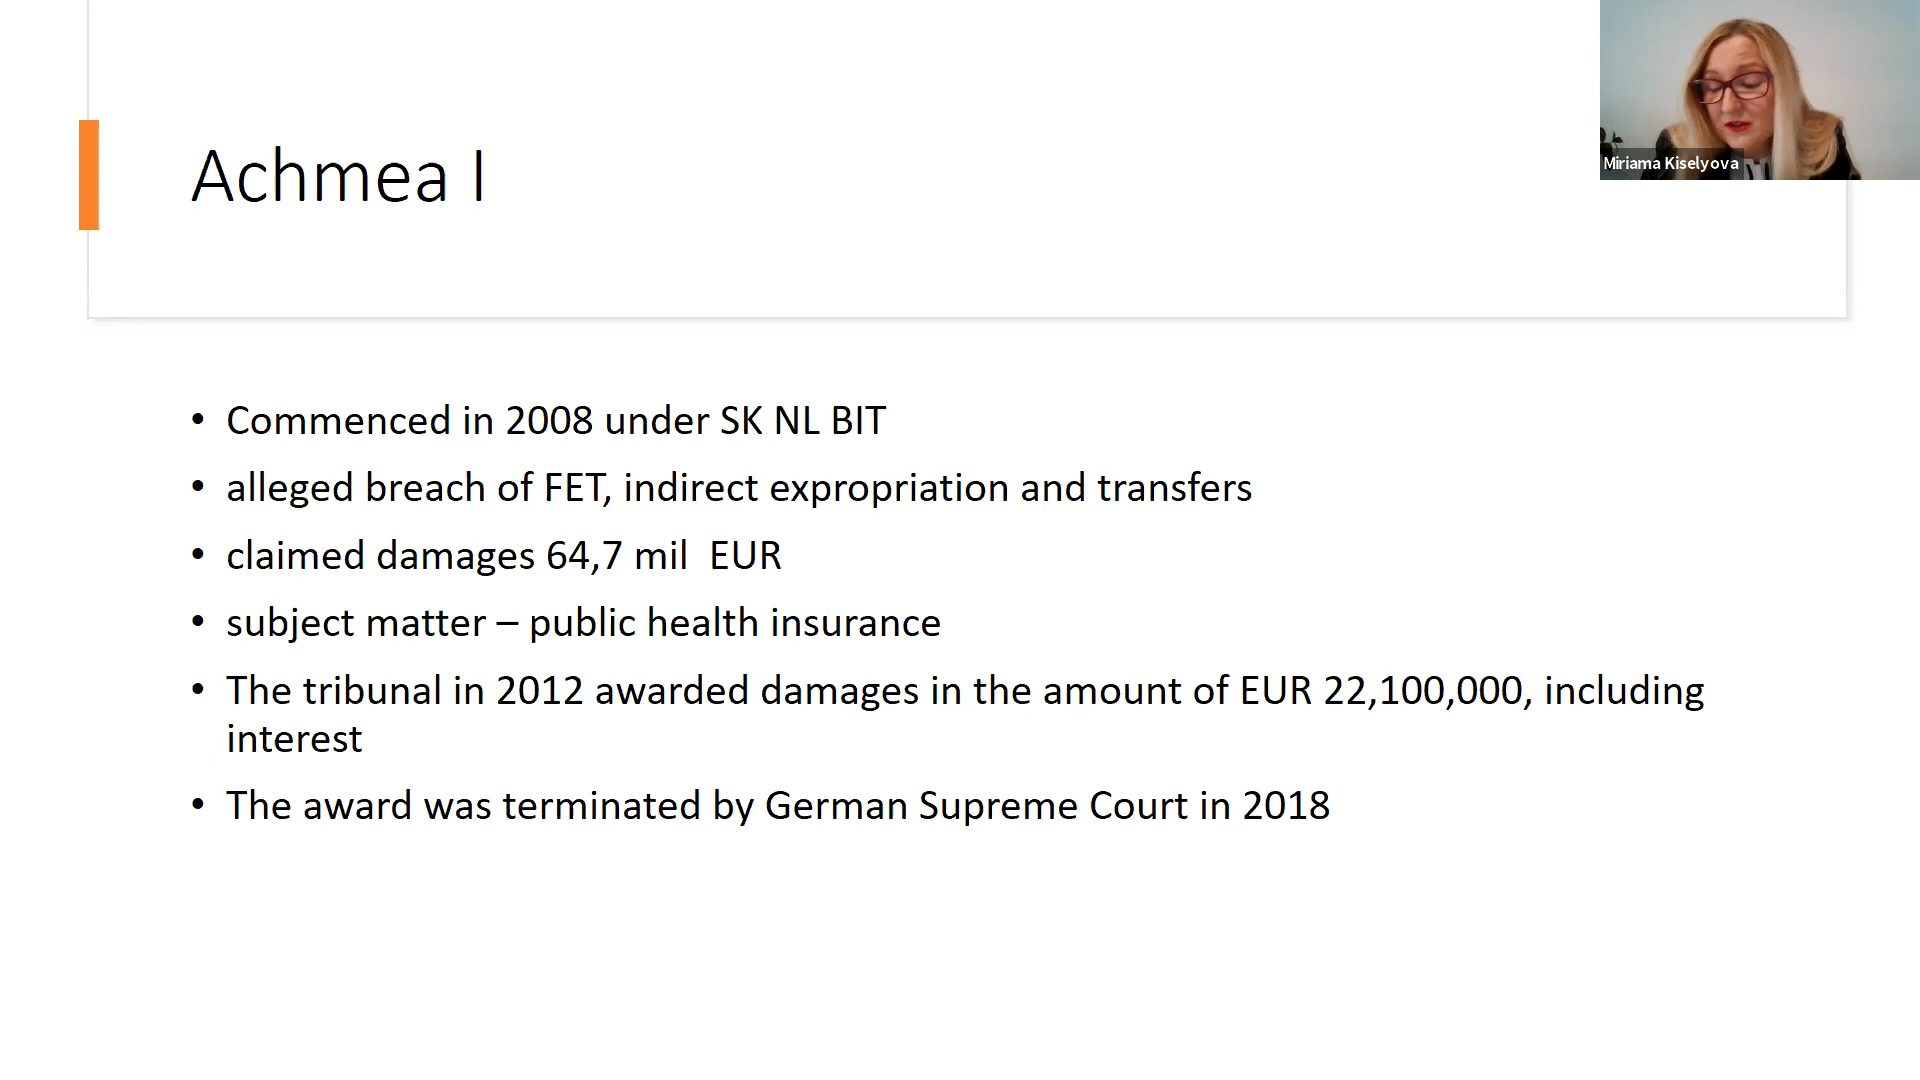 Miriama Kiselyova
Achmea I
• Commenced in 2008 under SK NL BIT
• alleged breach of FET, indirect expropriation and transfers
• claimed damages 64,7 mil  EUR
• subject matter – public health insurance
• The tribunal in 2012 awarded damages in the amount of EUR 22,100,000, including
interest
• The award was terminated by German Supreme Court in 2018